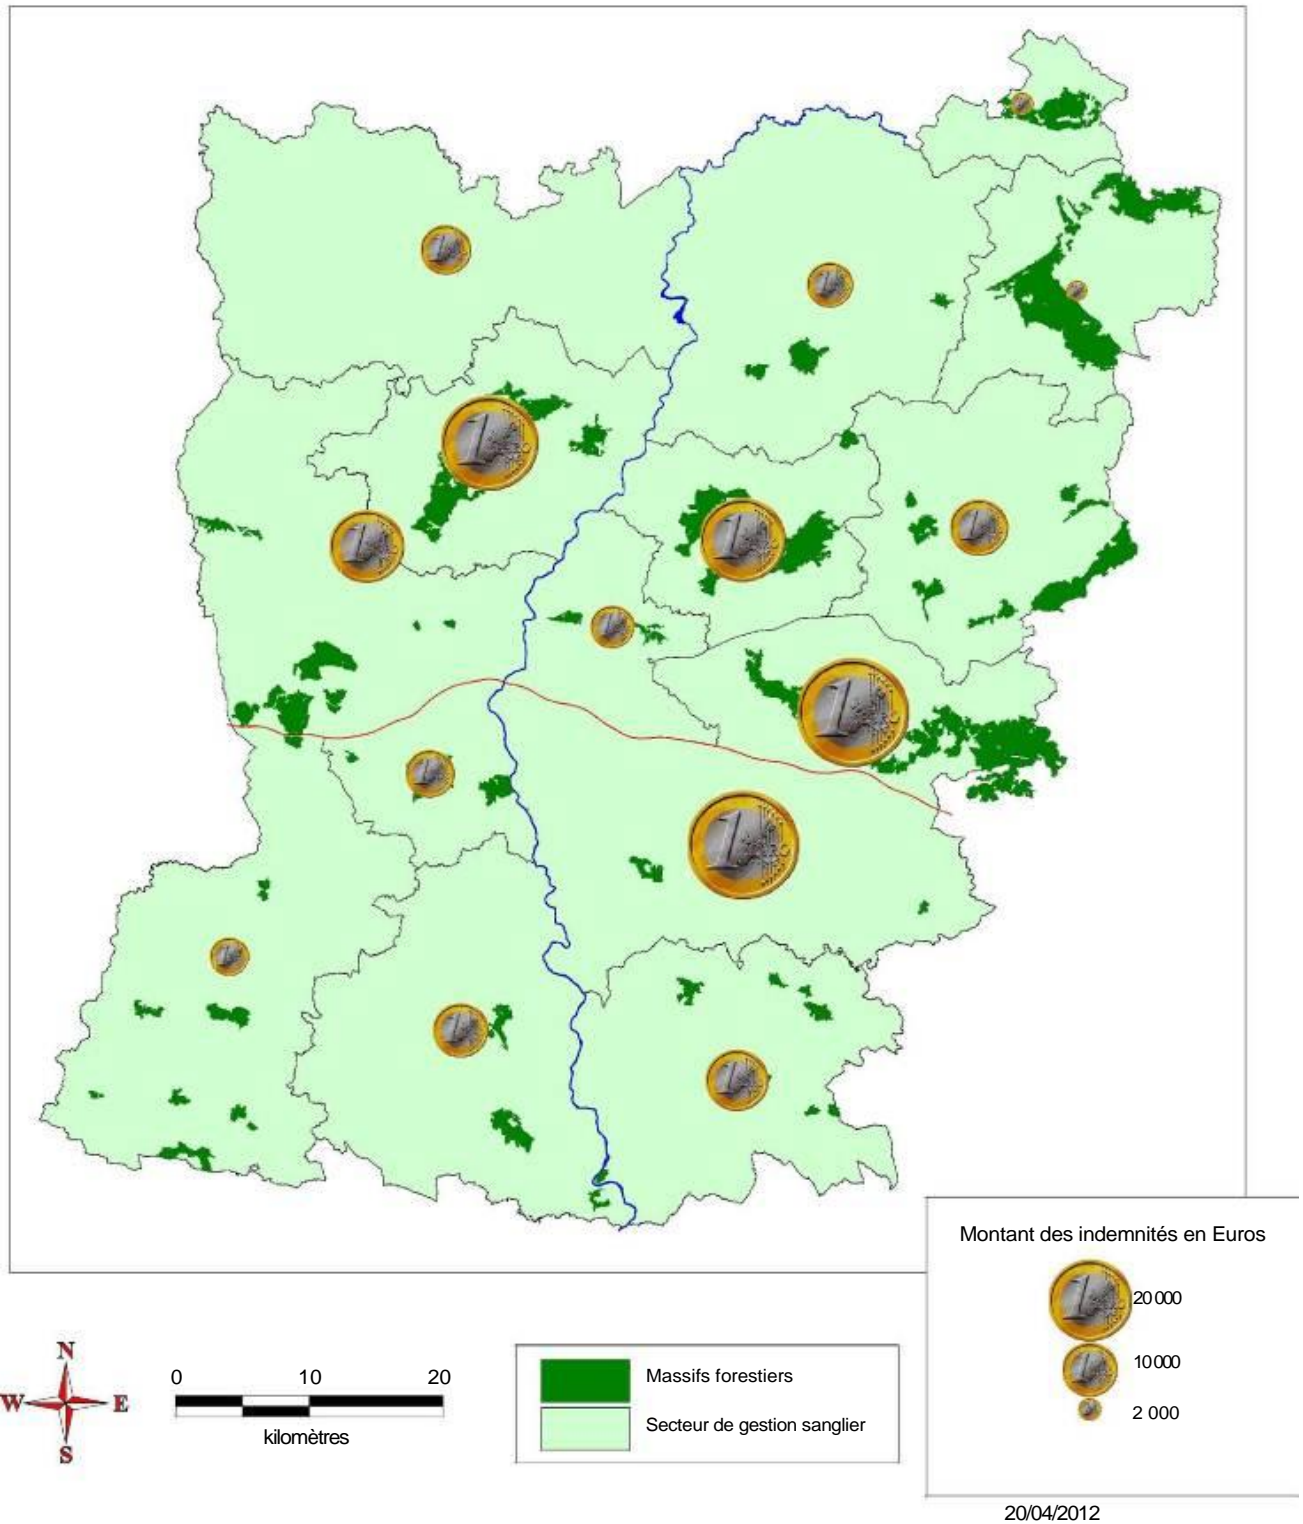 Montant des indemnités en Euros
20 000
10 000
2 000
N
W E
S
0 10 20
kilomètres
Massifs forestiers
Secteur de gestion sanglier
20/04/2012